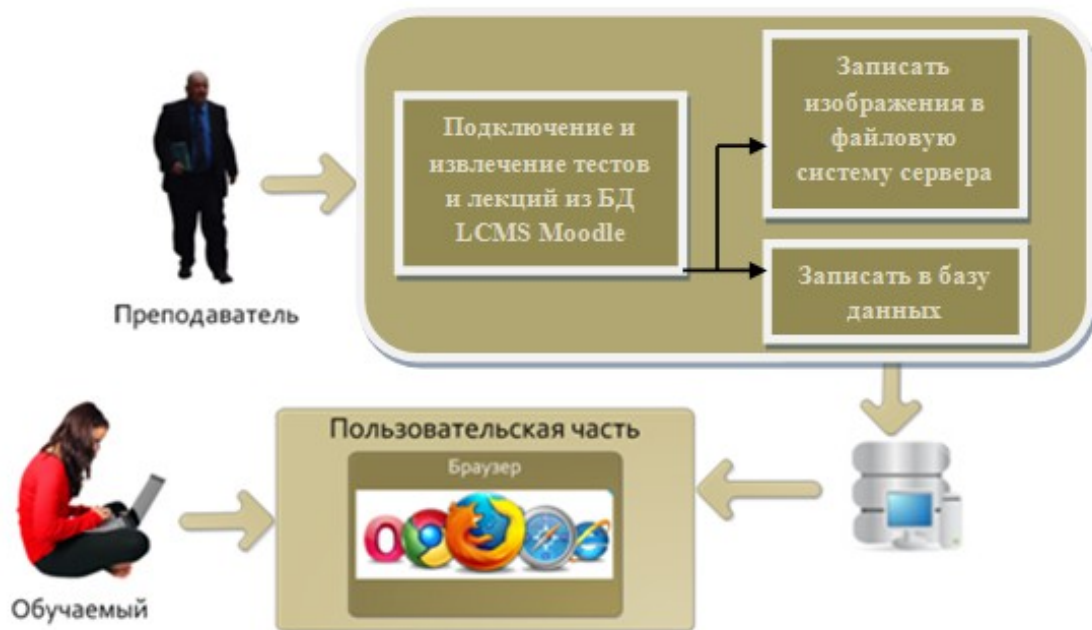 Подключение и
извлечение тестов
и лекций из БД
LCMS Moodle
Записать
изображения в
файловую
систему сервера
Записать в базу
данных
Преподаватель
Пользовательская часть
Браузер
Обучаемый